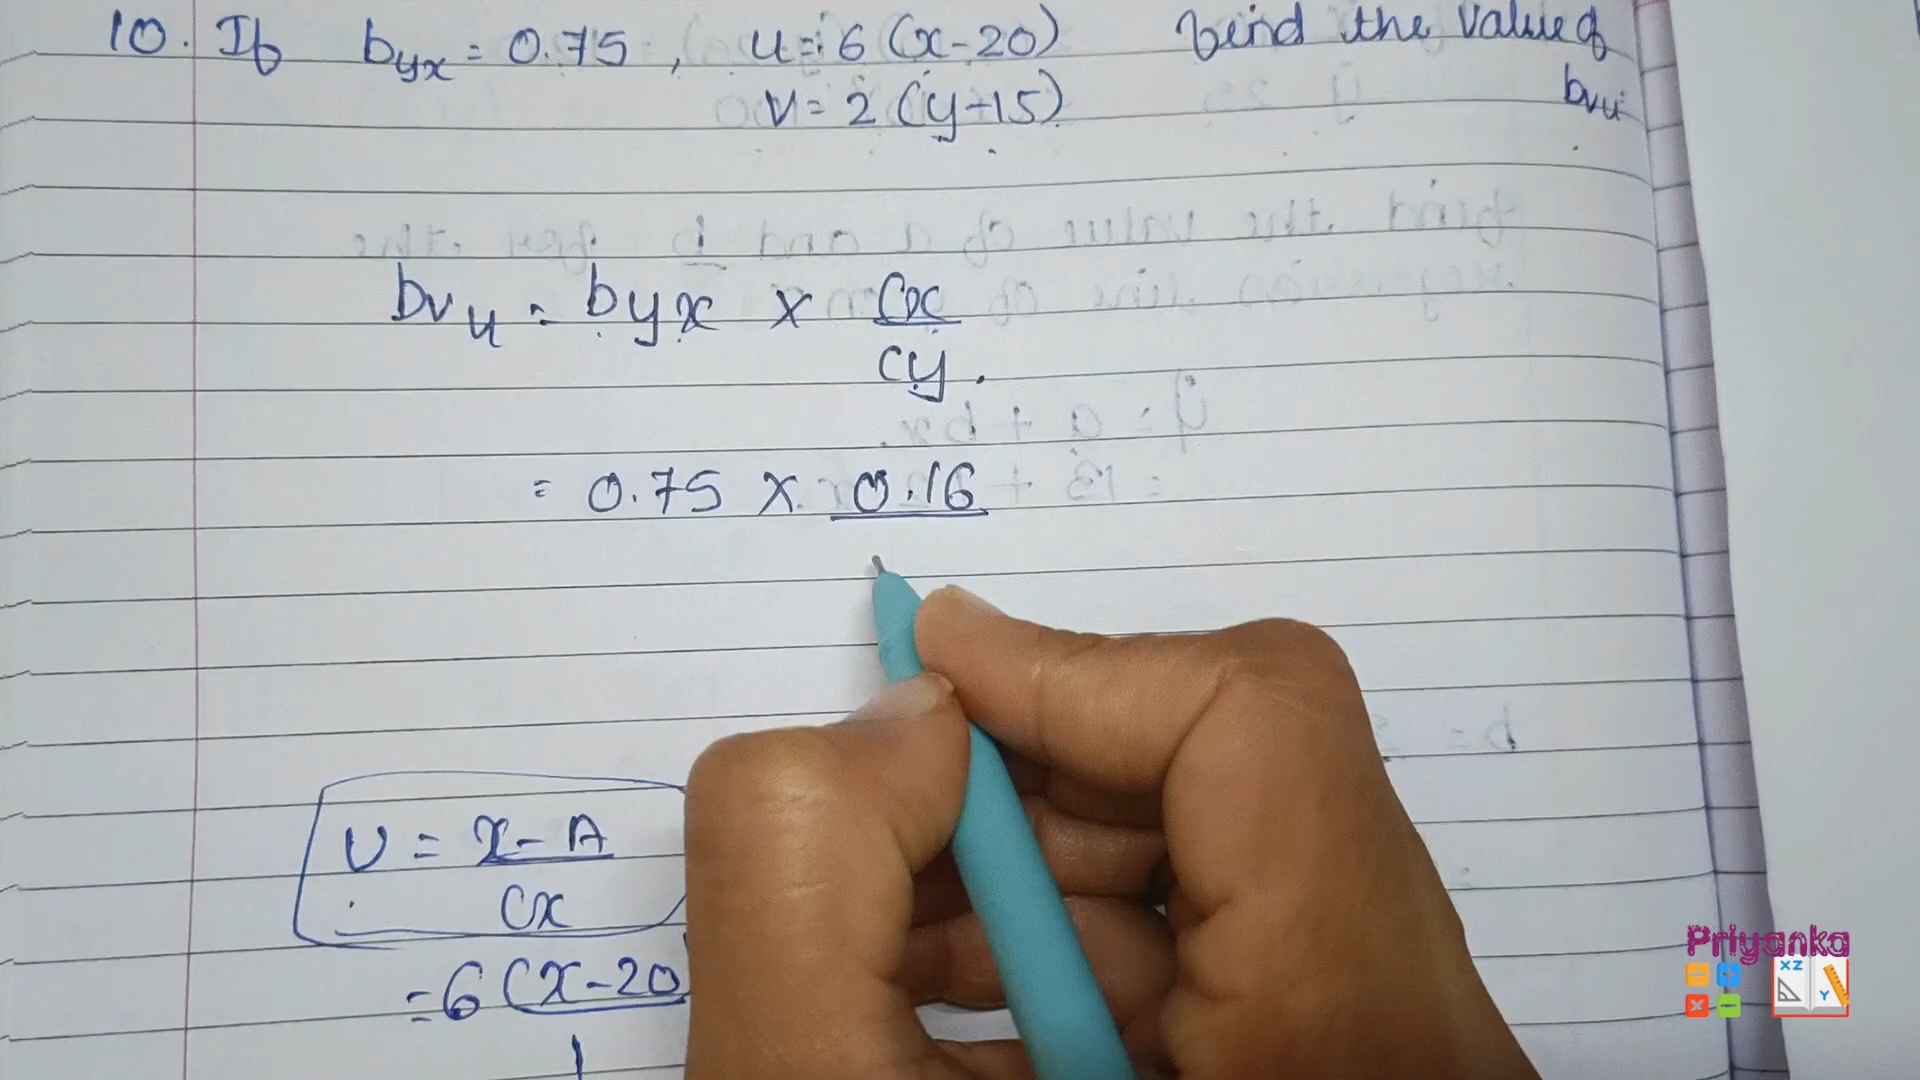 10. If byx = 0.75, u = 6 (x-20) find the value of
v = 2 (y-15) bvu
bvu = byx × Cx
Cy.
= 0.75 × 0.16
U = x - A
Cx
= 6 (x-20
1
Priyanka
XZ
Y